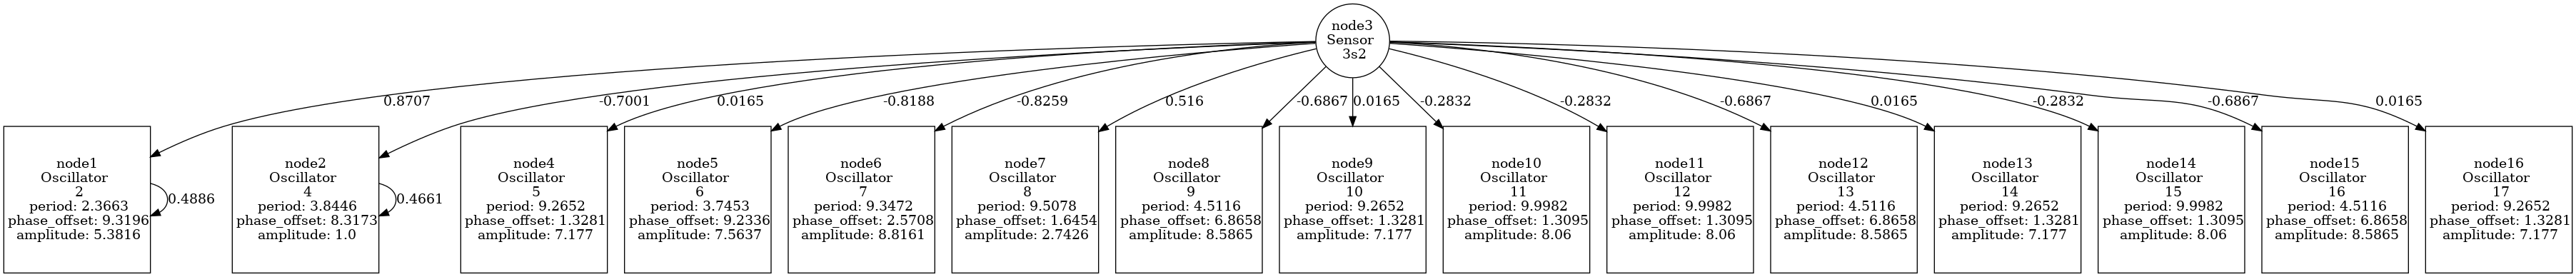 node3
Sensor
3s2
0.8707
-0.7001
0.0165
-0.8188
-0.8259
0.516
-0.6867
0.0165
-0.2832
-0.2832
-0.6867
0.0165
-0.2832
-0.6867
0.0165
node1
Oscillator
2
period: 2.3663
phase_offset: 9.3196
amplitude: 5.3816
0.4886
node2
Oscillator
4
period: 3.8446
phase_offset: 8.3173
amplitude: 1.0
0.4661
node4
Oscillator
5
period: 9.2652
phase_offset: 1.3281
amplitude: 7.177
node5
Oscillator
6
period: 3.7453
phase_offset: 9.2336
amplitude: 7.5637
node6
Oscillator
7
period: 9.3472
phase_offset: 2.5708
amplitude: 8.8161
node7
Oscillator
8
period: 9.5078
phase_offset: 1.6454
amplitude: 2.7426
node8
Oscillator
9
period: 4.5116
phase_offset: 6.8658
amplitude: 8.5865
node9
Oscillator
10
period: 9.2652
phase_offset: 1.3281
amplitude: 7.177
node10
Oscillator
11
period: 9.9982
phase_offset: 1.3095
amplitude: 8.06
node11
Oscillator
12
period: 9.9982
phase_offset: 1.3095
amplitude: 8.06
node12
Oscillator
13
period: 4.5116
phase_offset: 6.8658
amplitude: 8.5865
node13
Oscillator
14
period: 9.2652
phase_offset: 1.3281
amplitude: 7.177
node14
Oscillator
15
period: 9.9982
phase_offset: 1.3095
amplitude: 8.06
node15
Oscillator
16
period: 4.5116
phase_offset: 6.8658
amplitude: 8.5865
node16
Oscillator
17
period: 9.2652
phase_offset: 1.3281
amplitude: 7.177